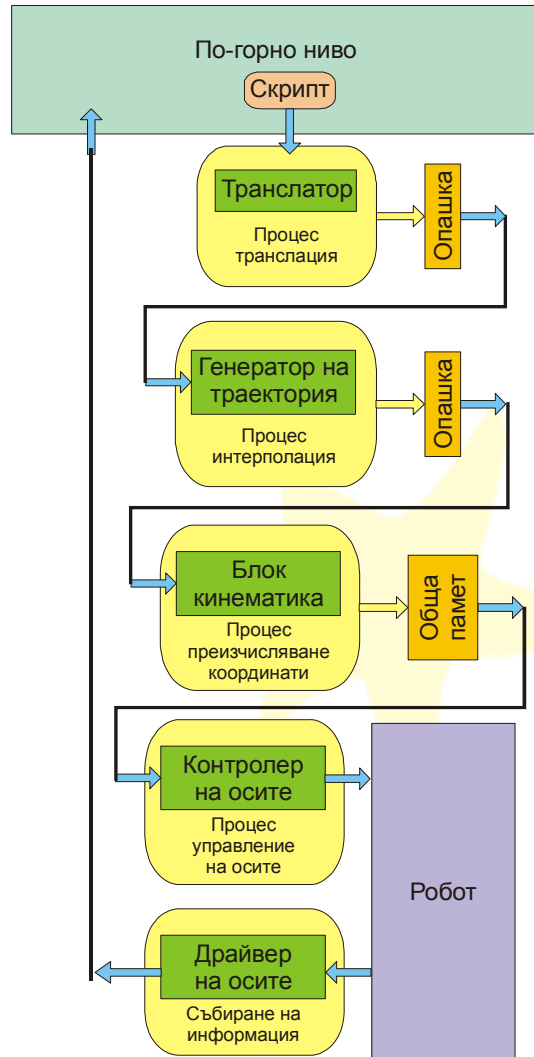 По-горно ниво
Скрипт
Транслатор
Процес
транслация
Опашка
Генератор на
траектория
Процес
интерполация
Опашка
Блок
кинематика
Процес
преизчисляване
координати
Обща
памет
Контролер
на осите
Процес
управление
на осите
Робот
Драйвер
на осите
Събиране на
информация